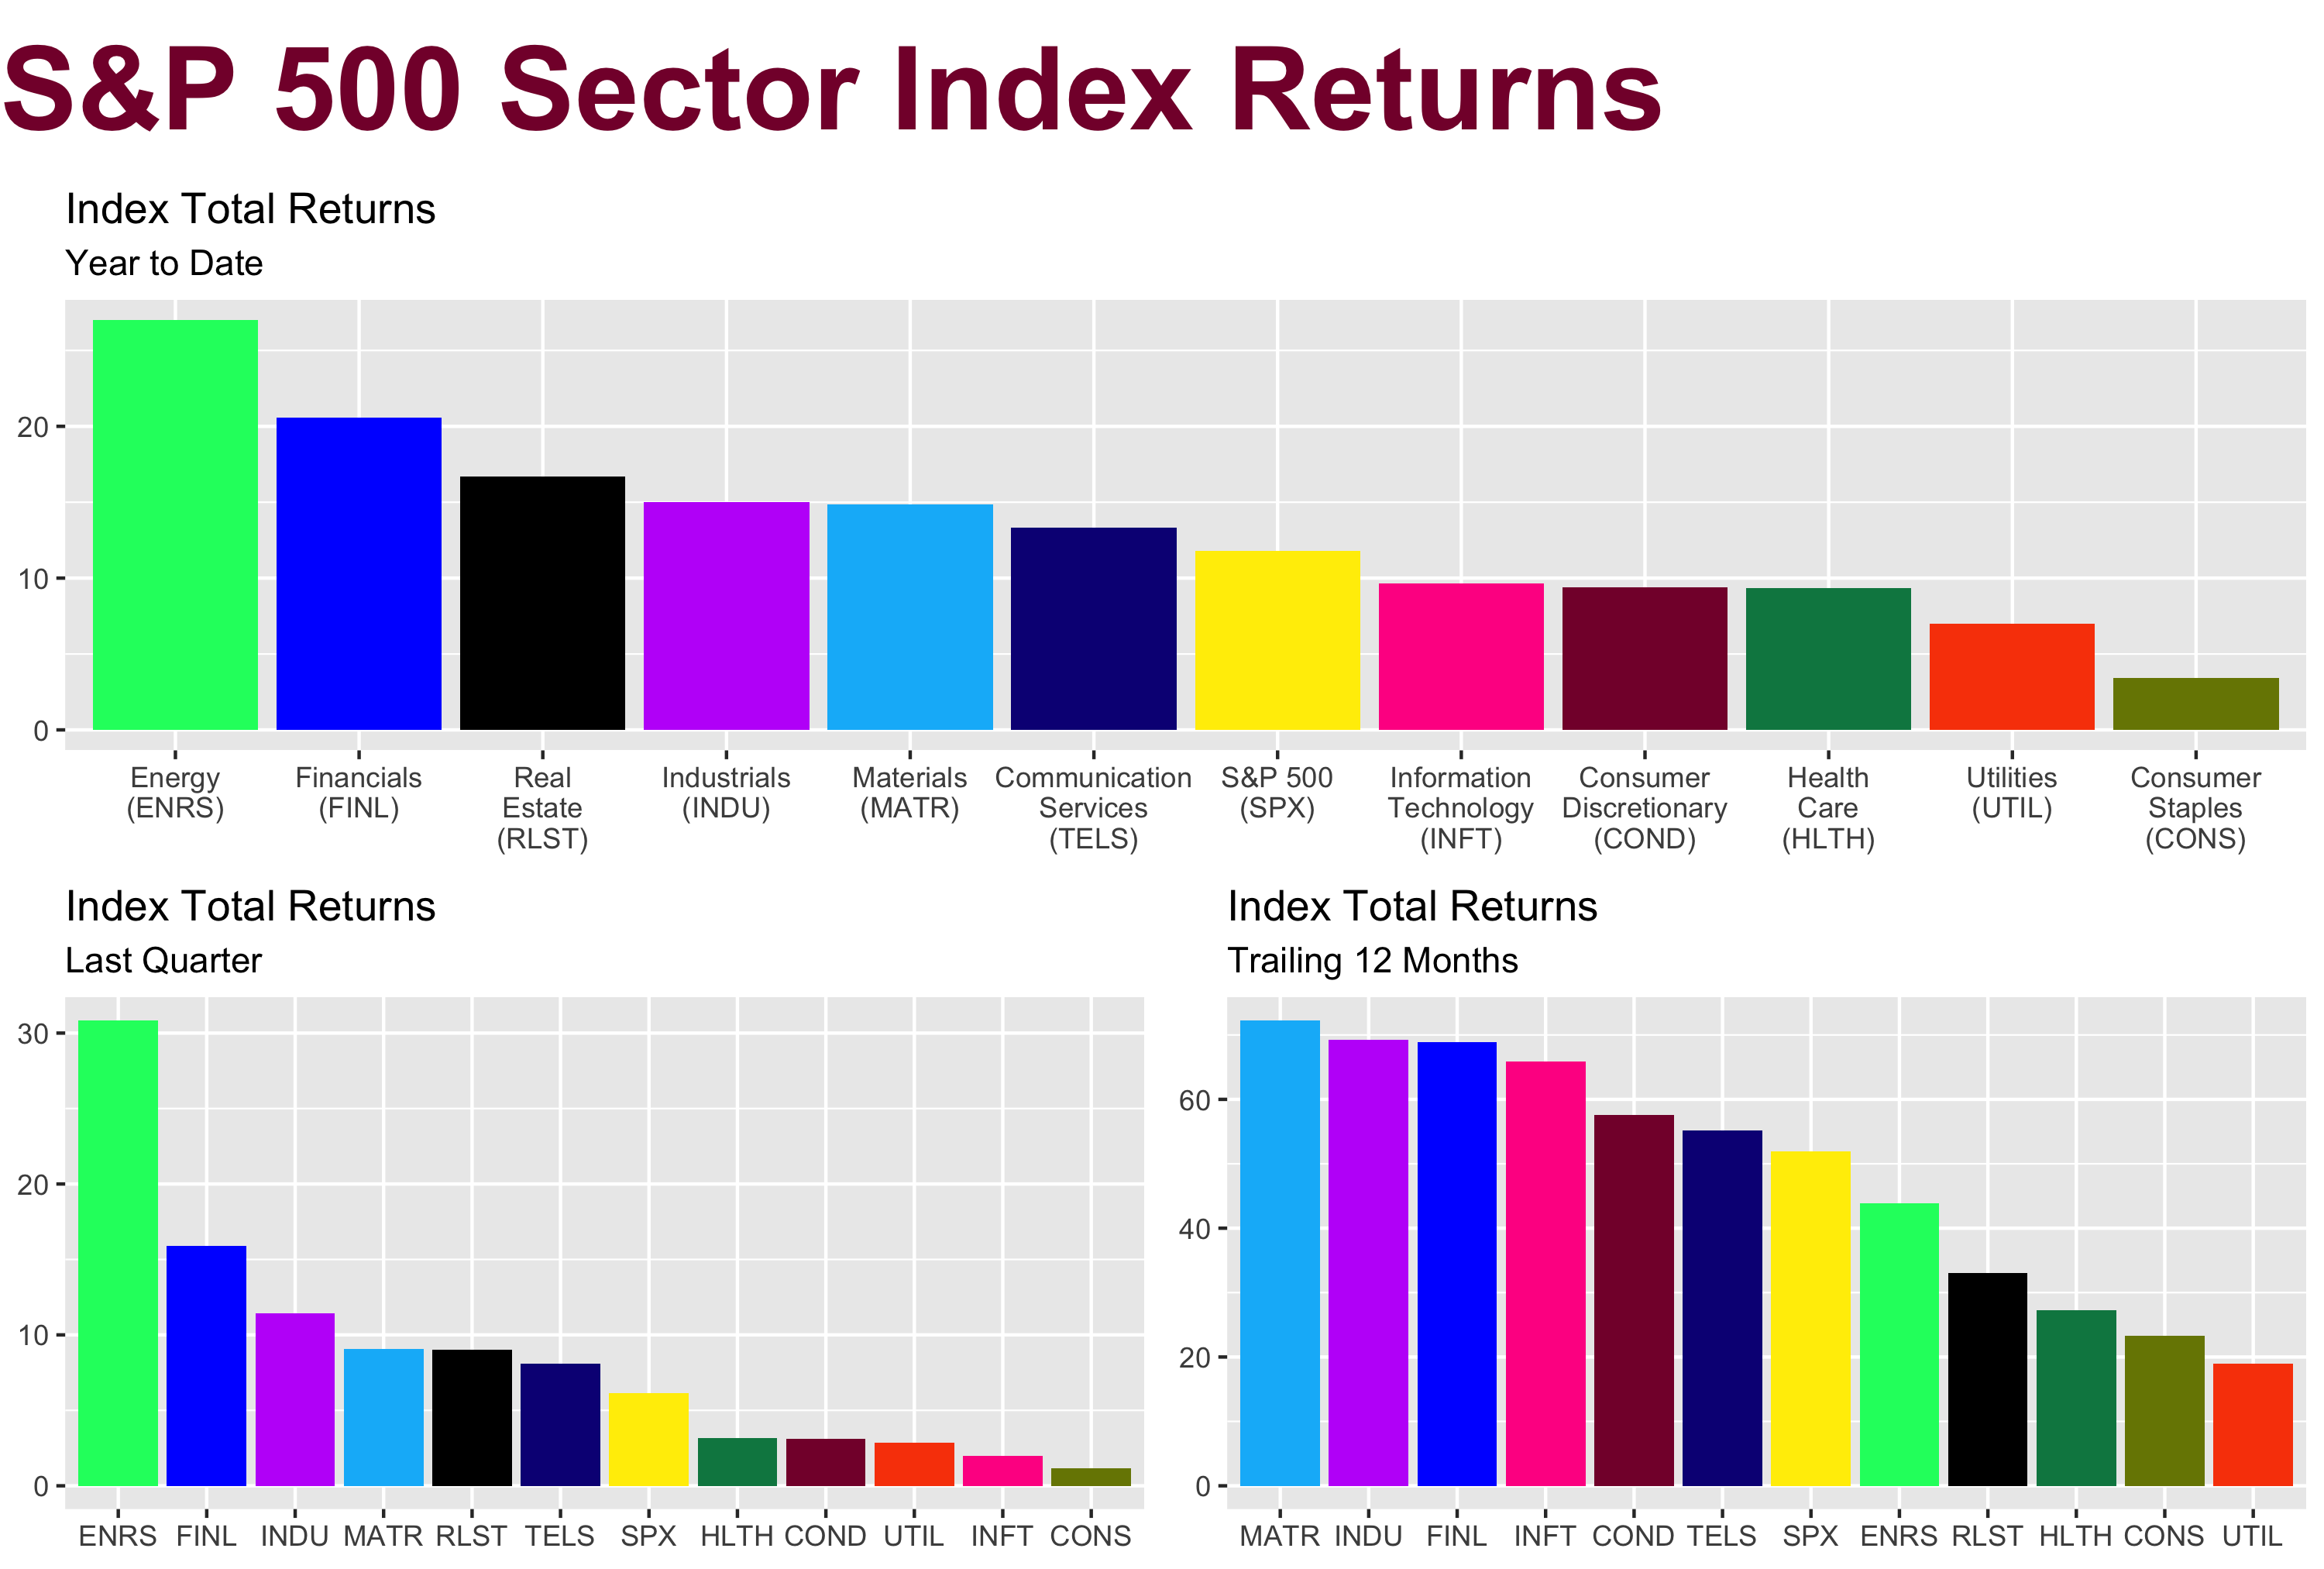 S&P 500 Sector Index Returns
Index Total Returns
Year to Date
20
10
0
Energy
(ENRS)
Financials
(FINL)
Real
Estate
(RLST)
Industrials
(INDU)
Materials
(MATR)
Communication
Services
(TELS)
S&P 500
(SPX)
Information
Technology
(INFT)
Consumer
Discretionary
(COND)
Health
Care
(HLTH)
Utilities
(UTIL)
Consumer
Staples
(CONS)
Index Total Returns
Last Quarter
30
20
10
0
ENRS FINL INDU MATR RLST TELS SPX HLTH COND UTIL INFT CONS
Index Total Returns
Trailing 12 Months
60
40
20
0
MATR INDU FINL INFT COND TELS SPX ENRS RLST HLTH CONS UTIL